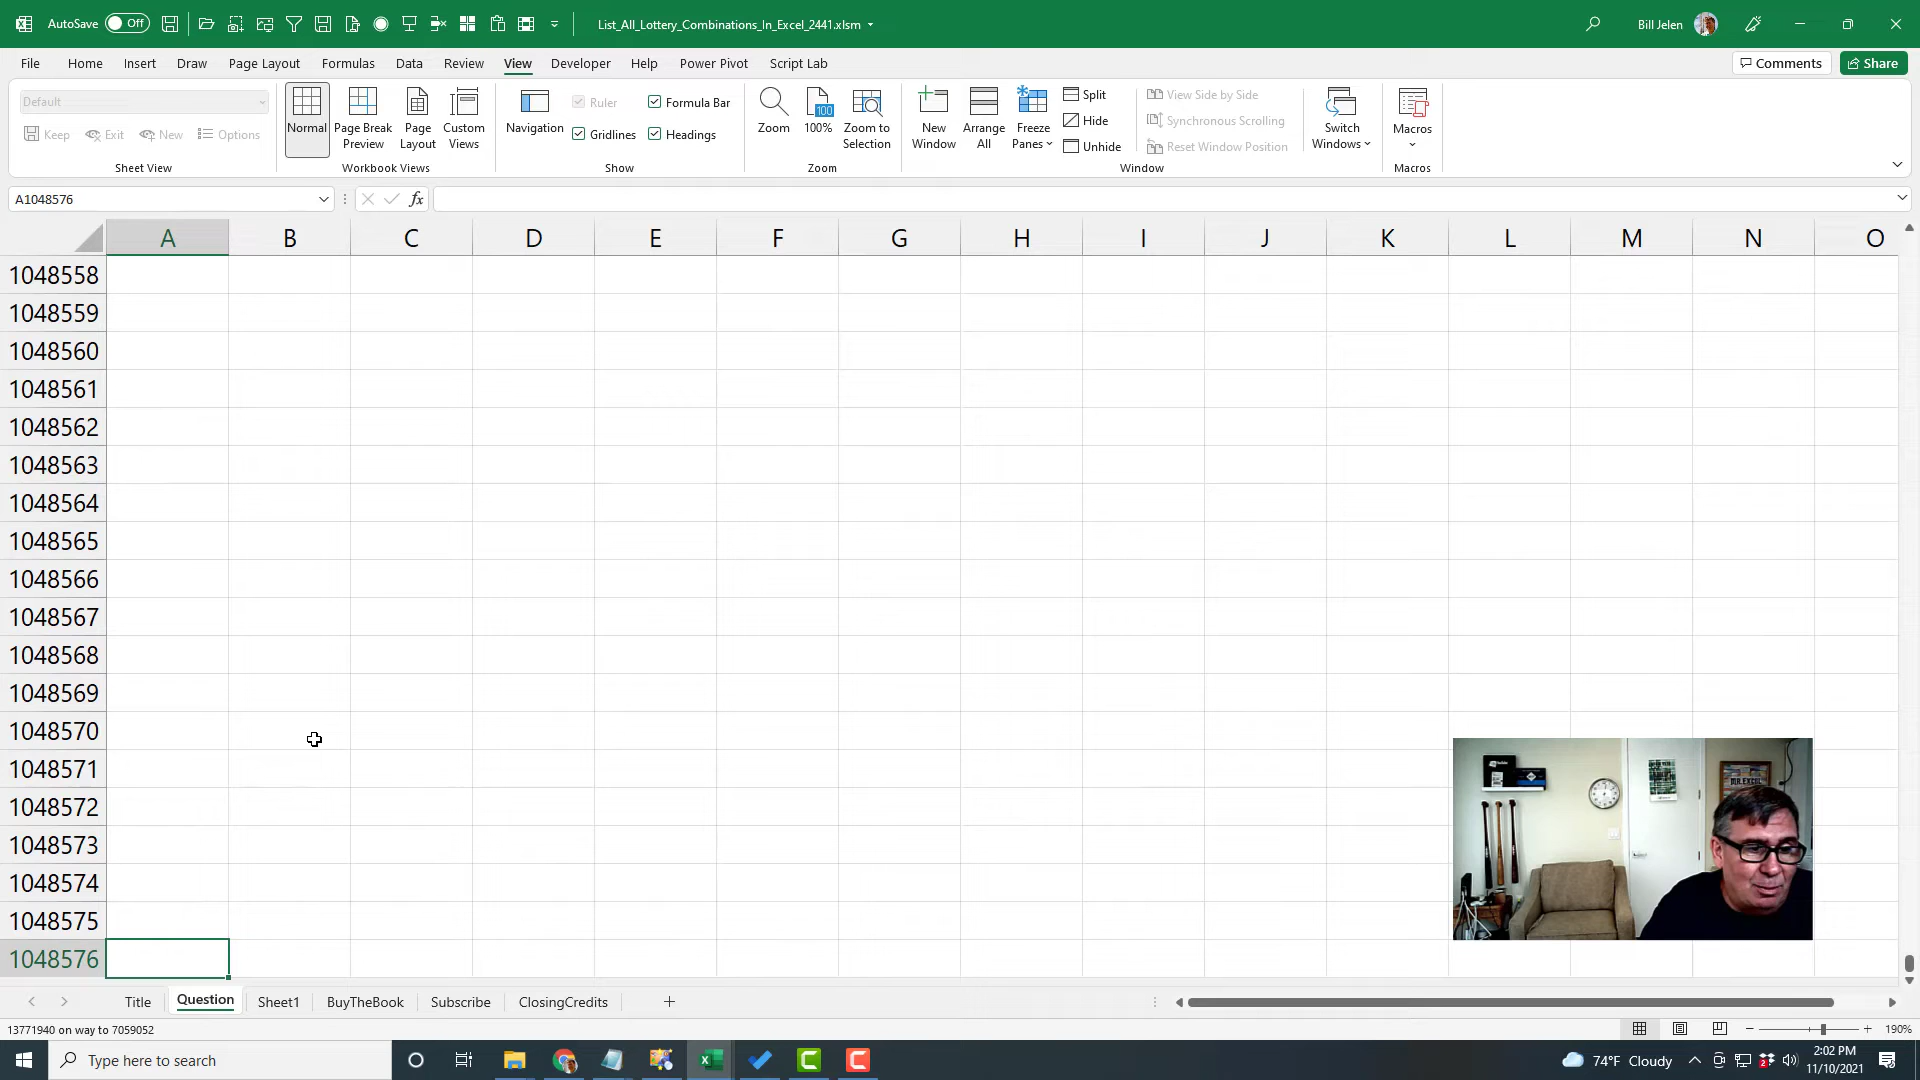 AutoSave Off List_All_Lottery_Combinations_In_Excel_2441.xlsm Bill Jelen
File Home Insert Draw Page Layout Formulas Data Review View Developer Help Power Pivot Script Lab Comments Share
Default
Keep Exit New Options
Sheet View
Normal Page Break Preview Page Layout Custom Views
Workbook Views
Navigation Ruler Formula Bar
Gridlines Headings
Show
Zoom 100 100% Zoom to Selection
Zoom
New Window Arrange All Freeze Panes Split Hide Unhide
View Side by Side
Synchronous Scrolling
Reset Window Position
Switch Windows
Window
Macros
Macros
A1048576 fx
A B C D E F G H I J K L M N O
1048558
1048559
1048560
1048561
1048562
1048563
1048564
1048565
1048566
1048567
1048568
1048569
1048570
1048571
1048572
1048573
1048574
1048575
1048576
MR EXCEL
Title Question Sheet1 BuyTheBook Subscribe ClosingCredits
13771940 on way to 7059052 190%
Type here to search 74°F Cloudy 2:02 PM
11/10/2021